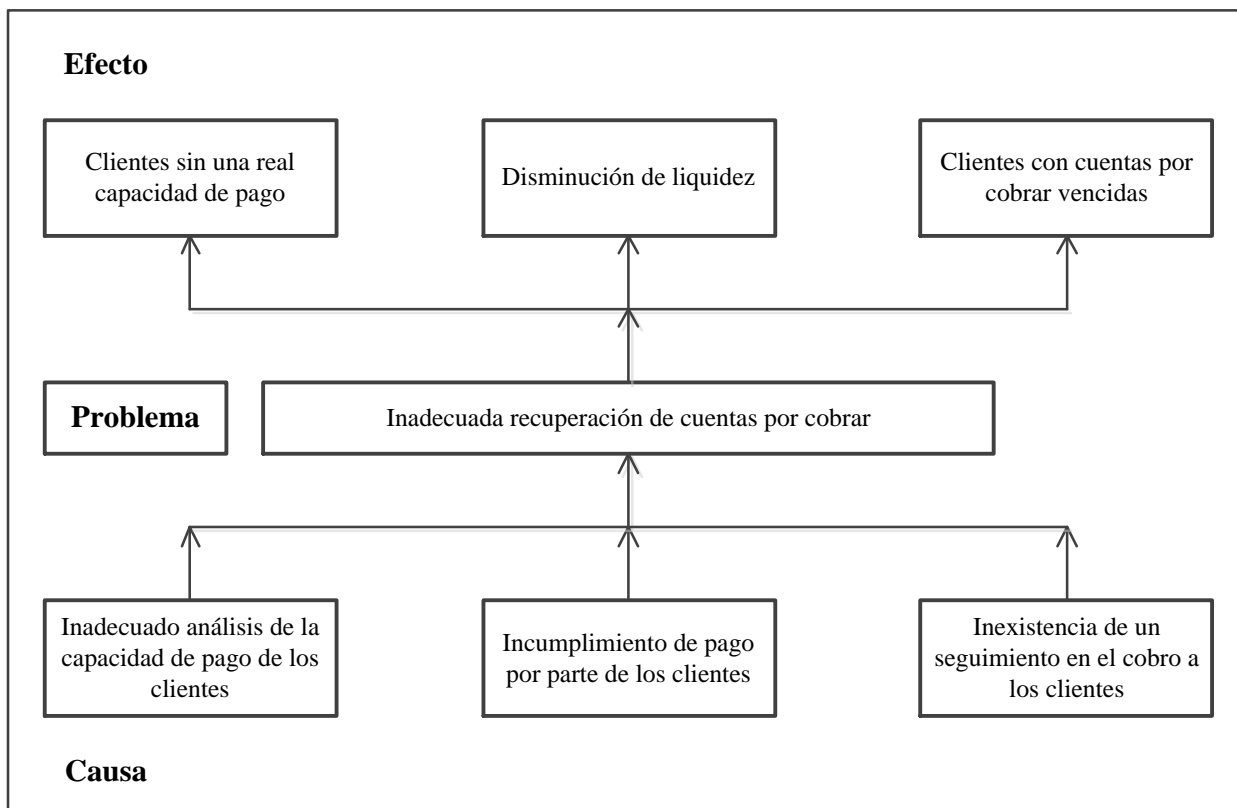 Efecto
Clientes sin una real
capacidad de pago
Disminución de liquidez
Clientes con cuentas por
cobrar vencidas
Problema
Inadecuada recuperación de cuentas por cobrar
Inadecuado análisis de la
capacidad de pago de los
clientes
Incumplimiento de pago
por parte de los clientes
Inexistencia de un
seguimiento en el cobro a
los clientes
Causa